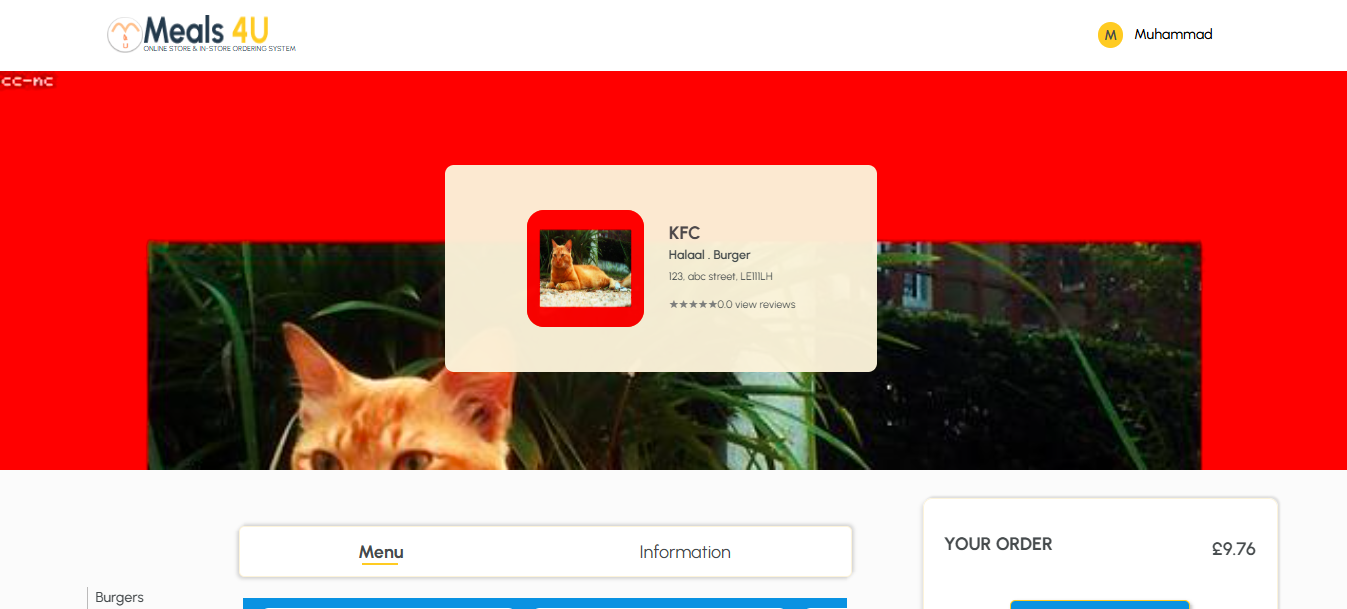 Meals 4U
ONLINE STORE & IN-STORE ORDERING SYSTEM
M
Muhammad
cc-nc
KFC
Halaal . Burger
123, abc street, LE111LH
★★★★★0.0 view reviews
Menu
Information
YOUR ORDER
£9.76
Burgers